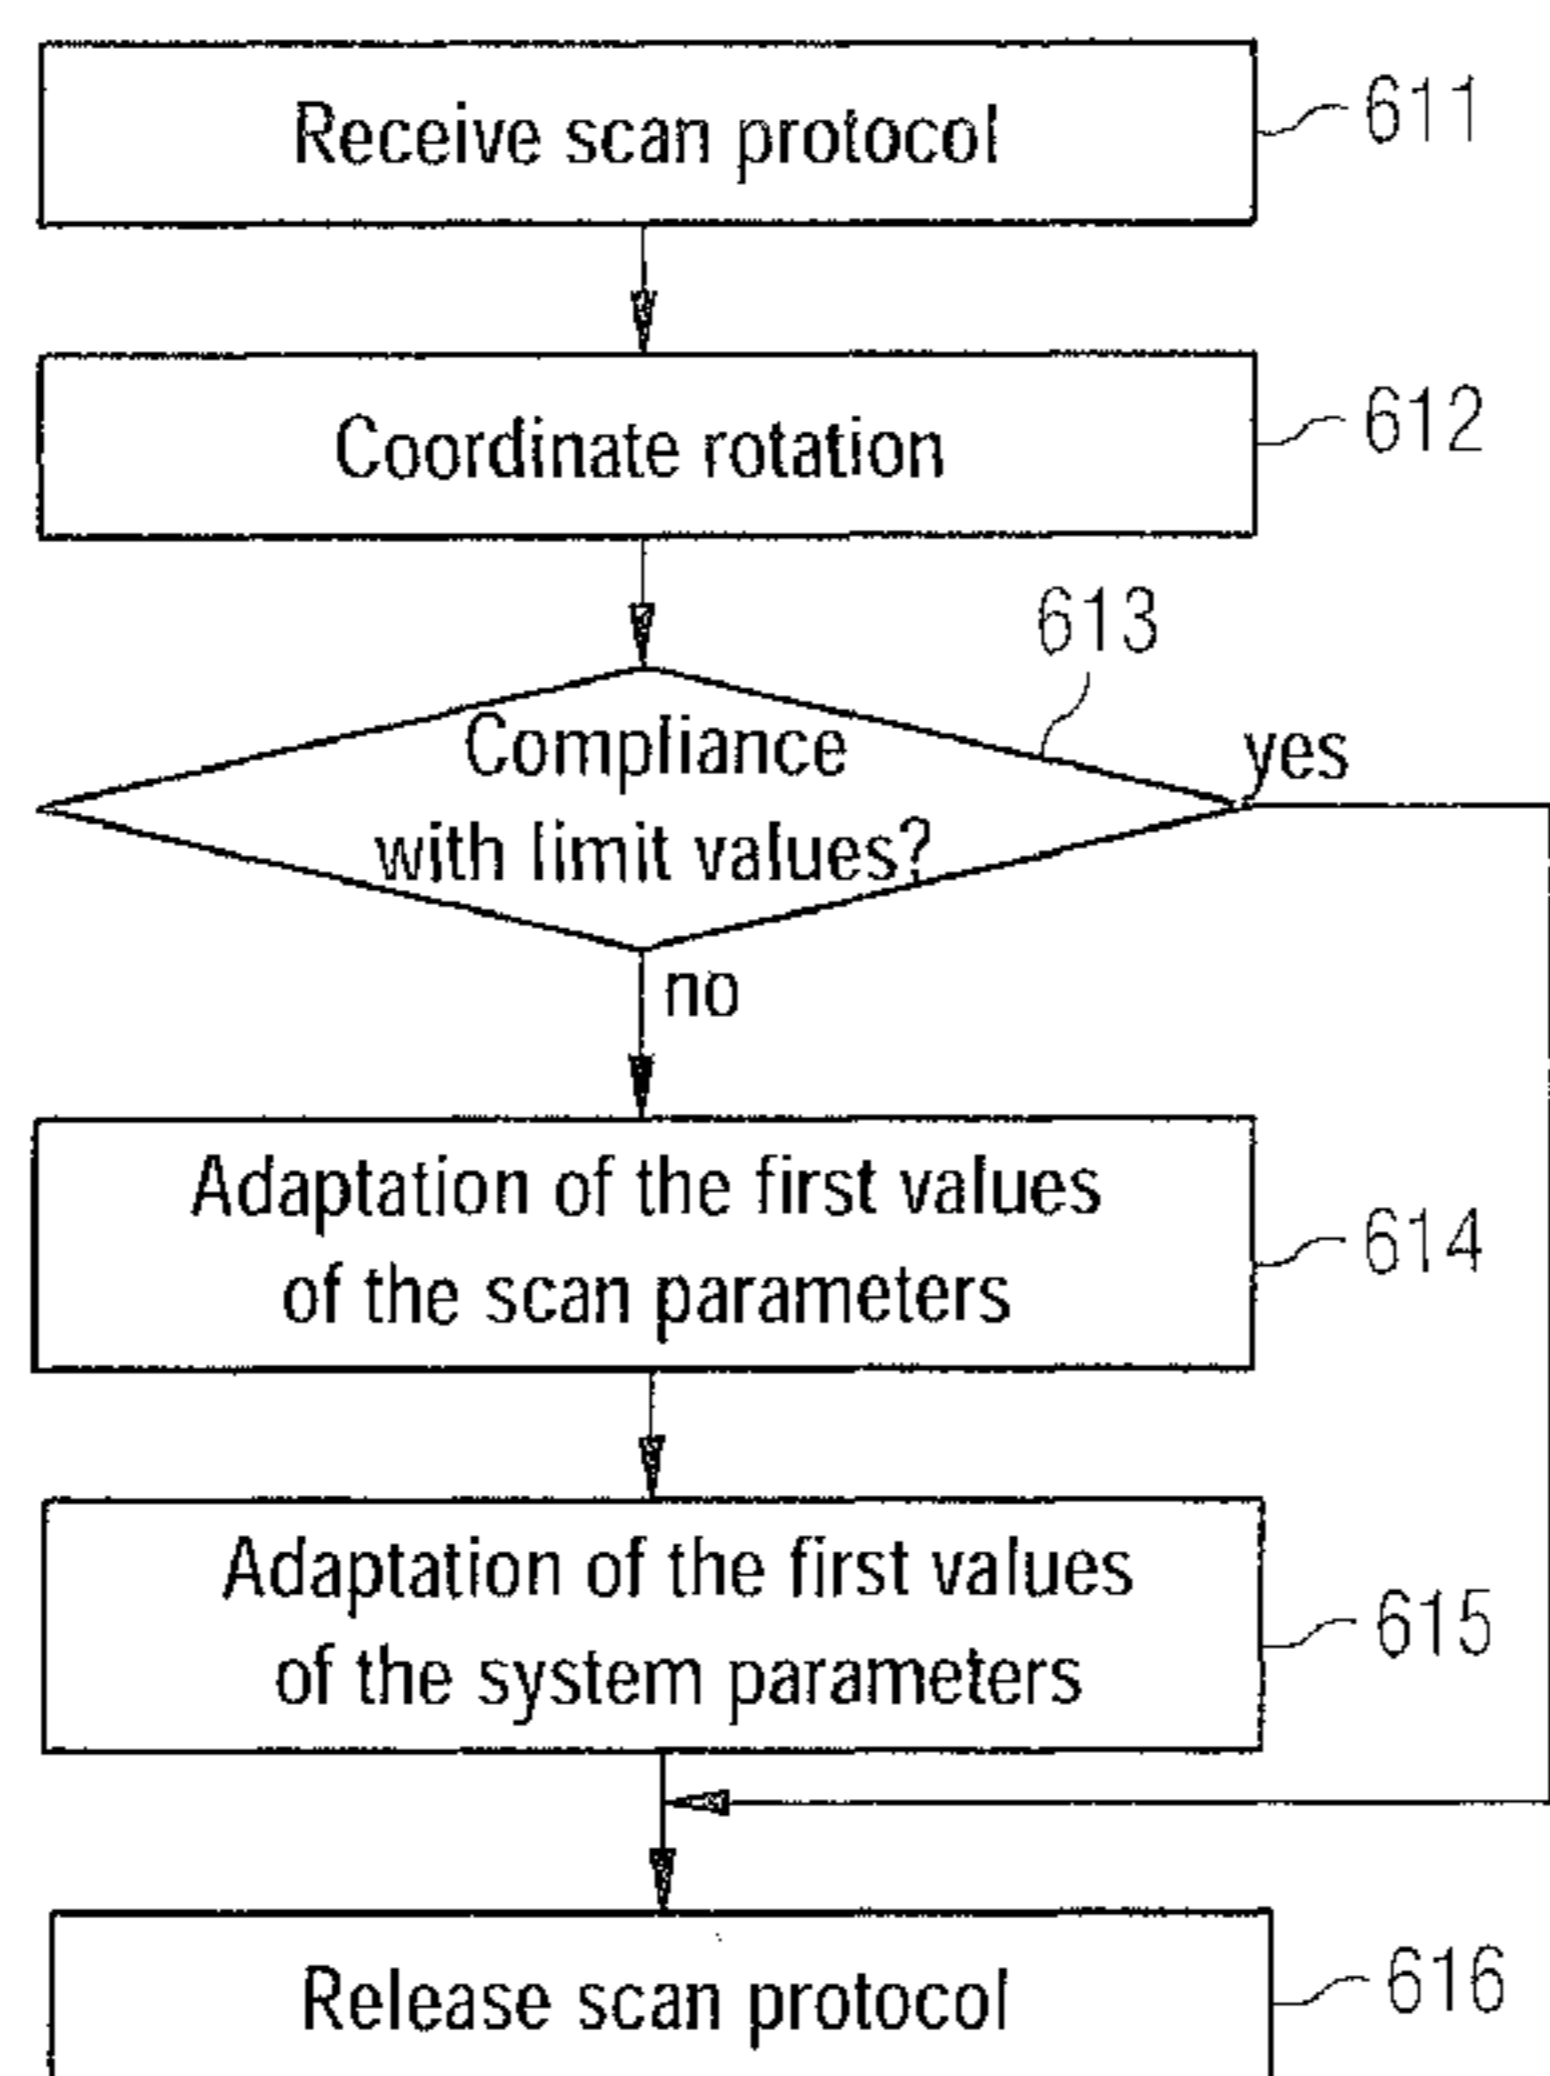 Receive scan protocol
611
Coordinate rotation
612
613
Compliance
with limit values?
yes
no
Adaptation of the first values
of the scan parameters
614
Adaptation of the first values
of the system parameters
615
Release scan protocol
616